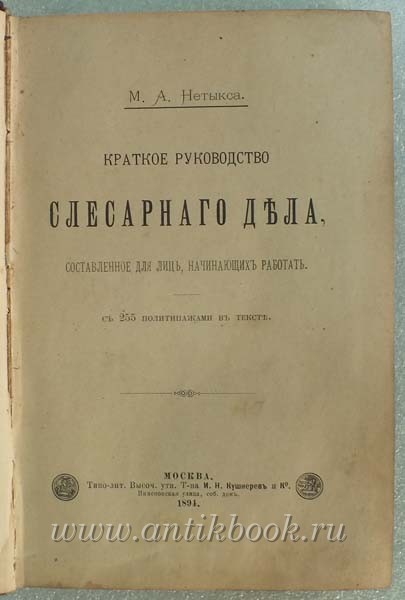 М. А. Нетыкса.
КРАТКОЕ РУКОВОДСТВО
СЛЕСАРНАГО ДѢЛА,
СОСТАВЛЕННОЕ ДЛЯ ЛИЦЪ, НАЧИНАЮЩИХЪ РАБОТАТЬ.
СЪ 255 ПОЛИТИПАЖАМИ ВЪ ТЕКСТѢ.
МОСКВА.
Типо-лит. Высоч. утв. Т-ва И. Н. Кушнеревъ и Ко.
Пименовская улица, соб. домъ.
1894.
www.antikbook.ru